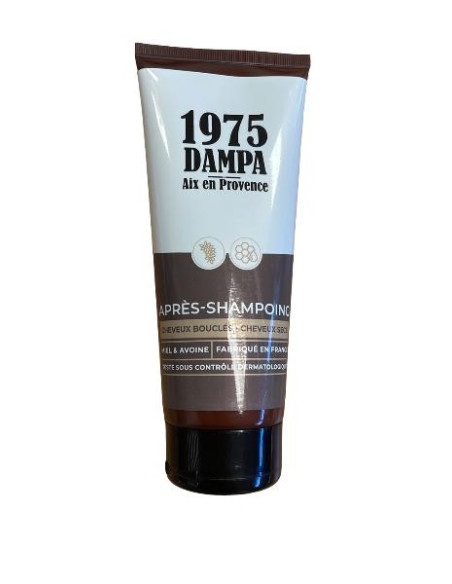 1975
DAMPA
Aix en Provence
APRÈS-SHAMPOING
CHEVEUX BOUCLÉS - CHEVEUX SECS
MIEL & AVOINE | FABRIQUÉ EN FRANCE
TESTÉ SOUS CONTRÔLE DERMATOLOGIQUE